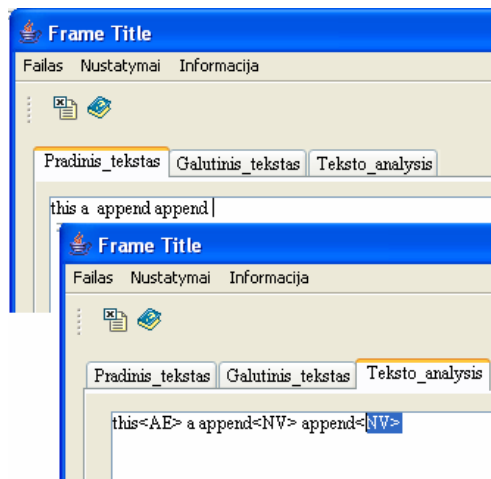 Frame Title
Failas Nustatymai Informacija
Pradinis_tekstas Galutinis_tekstas Teksto_analysis
this a append append
Frame Title
Failas Nustatymai Informacija
Pradinis_tekstas Galutinis_tekstas Teksto_analysis
this<AE> a append<NV> append<NV>